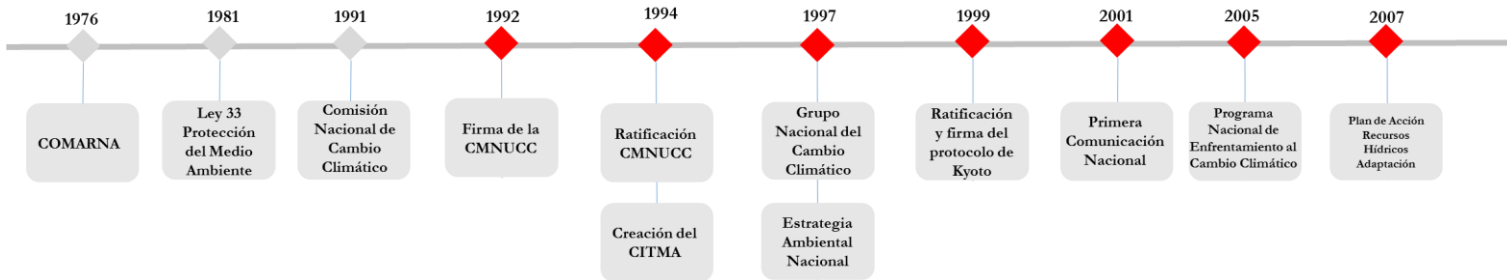 1976
1981
1991
1992
1994
1997
1999
2001
2005
2007
COMARNA
Ley 33
Protección
del Medio
Ambiente
Comisión
Nacional de
Cambio
Climático
Firma de la
CMNUCC
Ratificación
CMNUCC
Grupo
Nacional del
Cambio
Climático
Ratificación
y firma del
protocolo de
Kyoto
Primera
Comunicación
Nacional
Programa
Nacional de
Enfrentamiento al
Cambio Climático
Plan de Acción
Recursos
Hídricos
Adaptación
Creación del
CITMA
Estrategia
Ambiental
Nacional